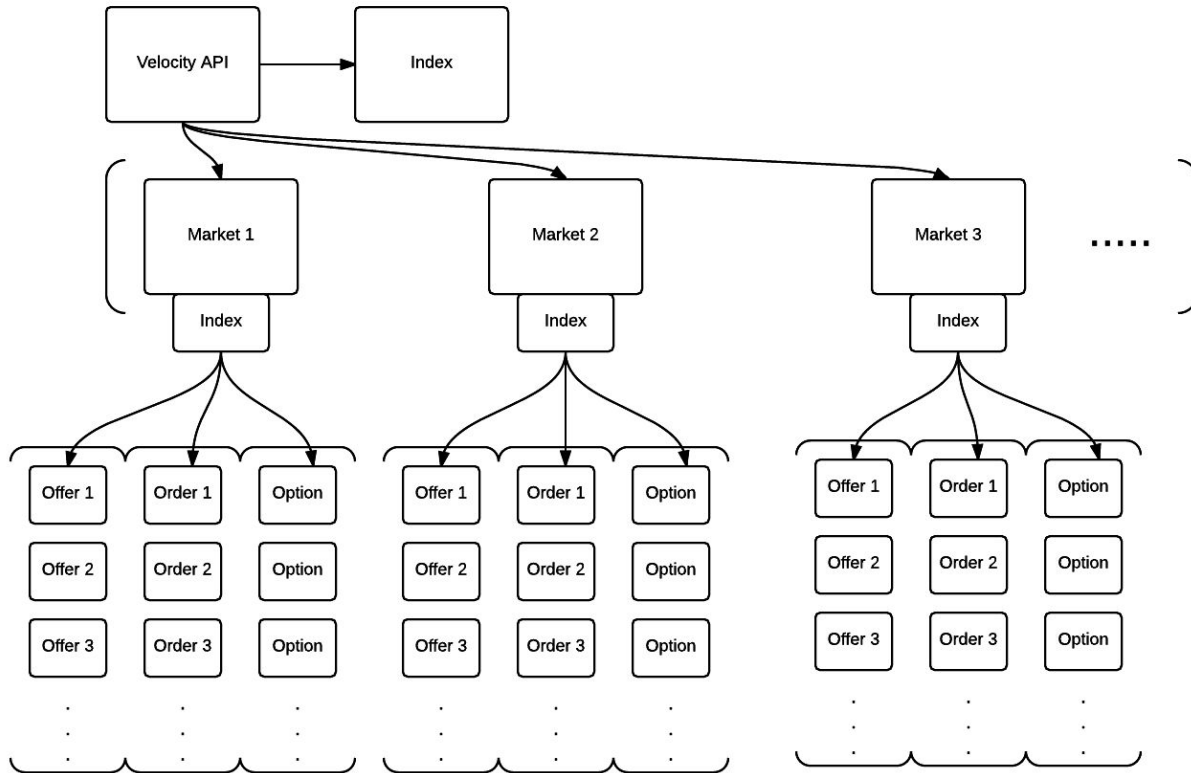 Velocity API
Index
Market 1
Market 2
Market 3
.....
Index
Index
Index
Offer 1
Order 1
Option
Offer 1
Order 1
Option
Offer 1
Order 1
Option
Offer 2
Order 2
Option
Offer 2
Order 2
Option
Offer 2
Order 2
Option
Offer 3
Order 3
Option
Offer 3
Order 3
Option
Offer 3
Order 3
Option